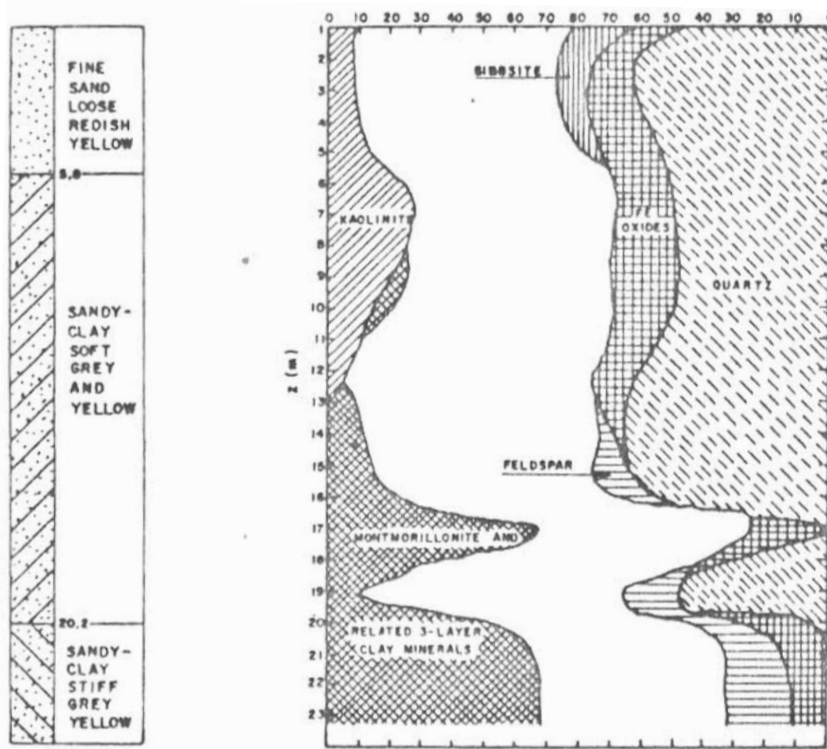 0 10 20 30 40 50 60 70 80 60 50 40 30 20 10 0
FINE
SAND
LOOSE
REDISH
YELLOW
5,8
SANDY-
CLAY
SOFT
GREY
AND
YELLOW
20,2
SANDY-
CLAY
STIFF
GREY
YELLOW
Z (m)
1
2
3
4
5
6
7
8
9
10
11
12
13
14
15
16
17
18
19
20
21
22
23
GIBBSITE
KAOLINITE
FE
OXIDES
QUARTZ
FELDSPAR
MONTMORILLONITE AND
RELATED 3-LAYER
CLAY MINERALS